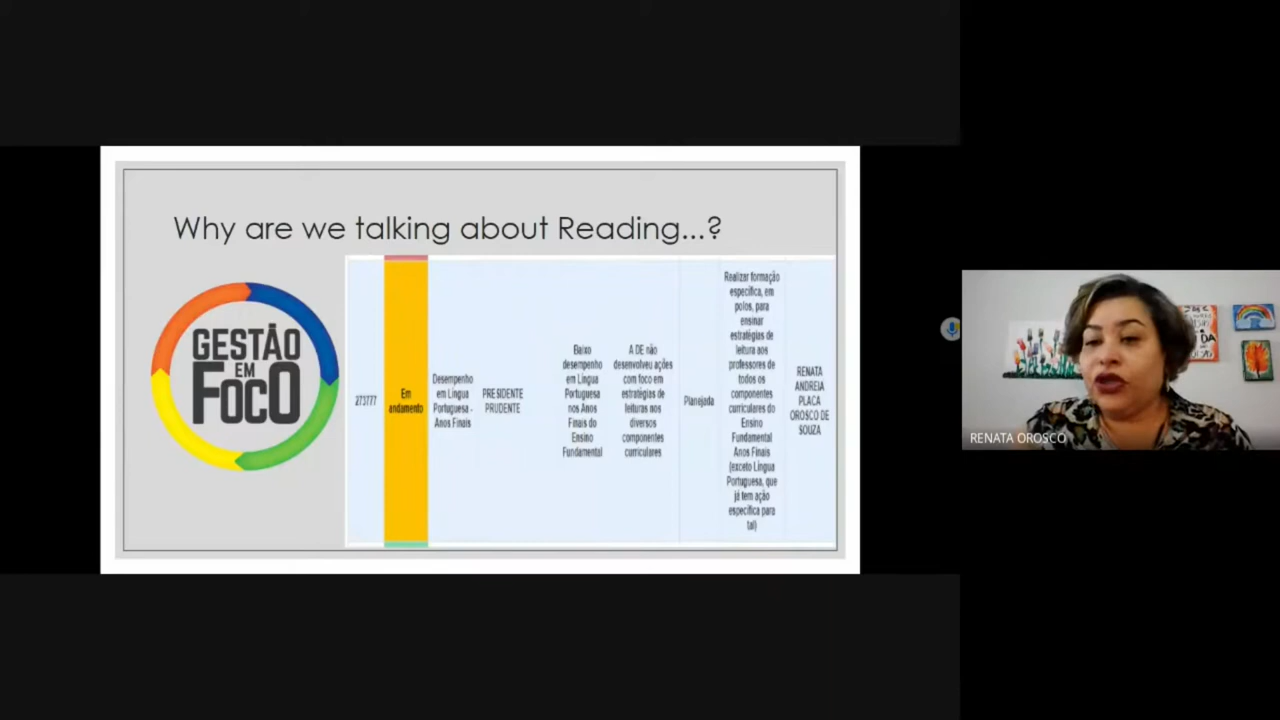 Why are we talking about Reading...?
GESTÃO
EM
FOCO
273777
Em
andamento
Desempenho
em Língua
Portuguesa -
Anos Finais
PRESIDENTE
PRUDENTE
Baixo
desempenho
em Língua
Portuguesa
nos Anos
Finais do
Ensino
Fundamental
A DE não
desenvolveu ações
com foco em
estratégias de
leituras nos
diversos
componentes
curriculares
Planejada
Realizar formação
específica, em
polos, para
ensinar
estratégias de
leitura aos
professores de
todos os
componentes
curriculares do
Ensino
Fundamental
Anos Finais
(exceto Língua
Portuguesa, que
já tem ação
específica para
tal)
RENATA
ANDREIA
PLACA
OROSCO DE
SOUZA
RENATA OROSCO